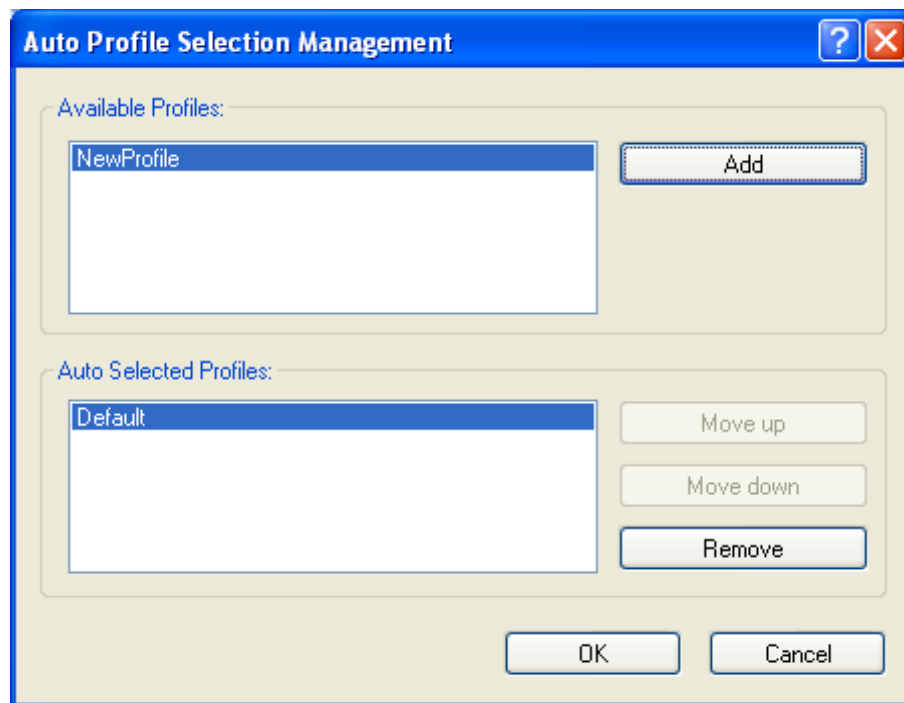 Auto Profile Selection Management
?
Available Profiles:
NewProfile
Add
Auto Selected Profiles:
Default
Move up
Move down
Remove
OK
Cancel